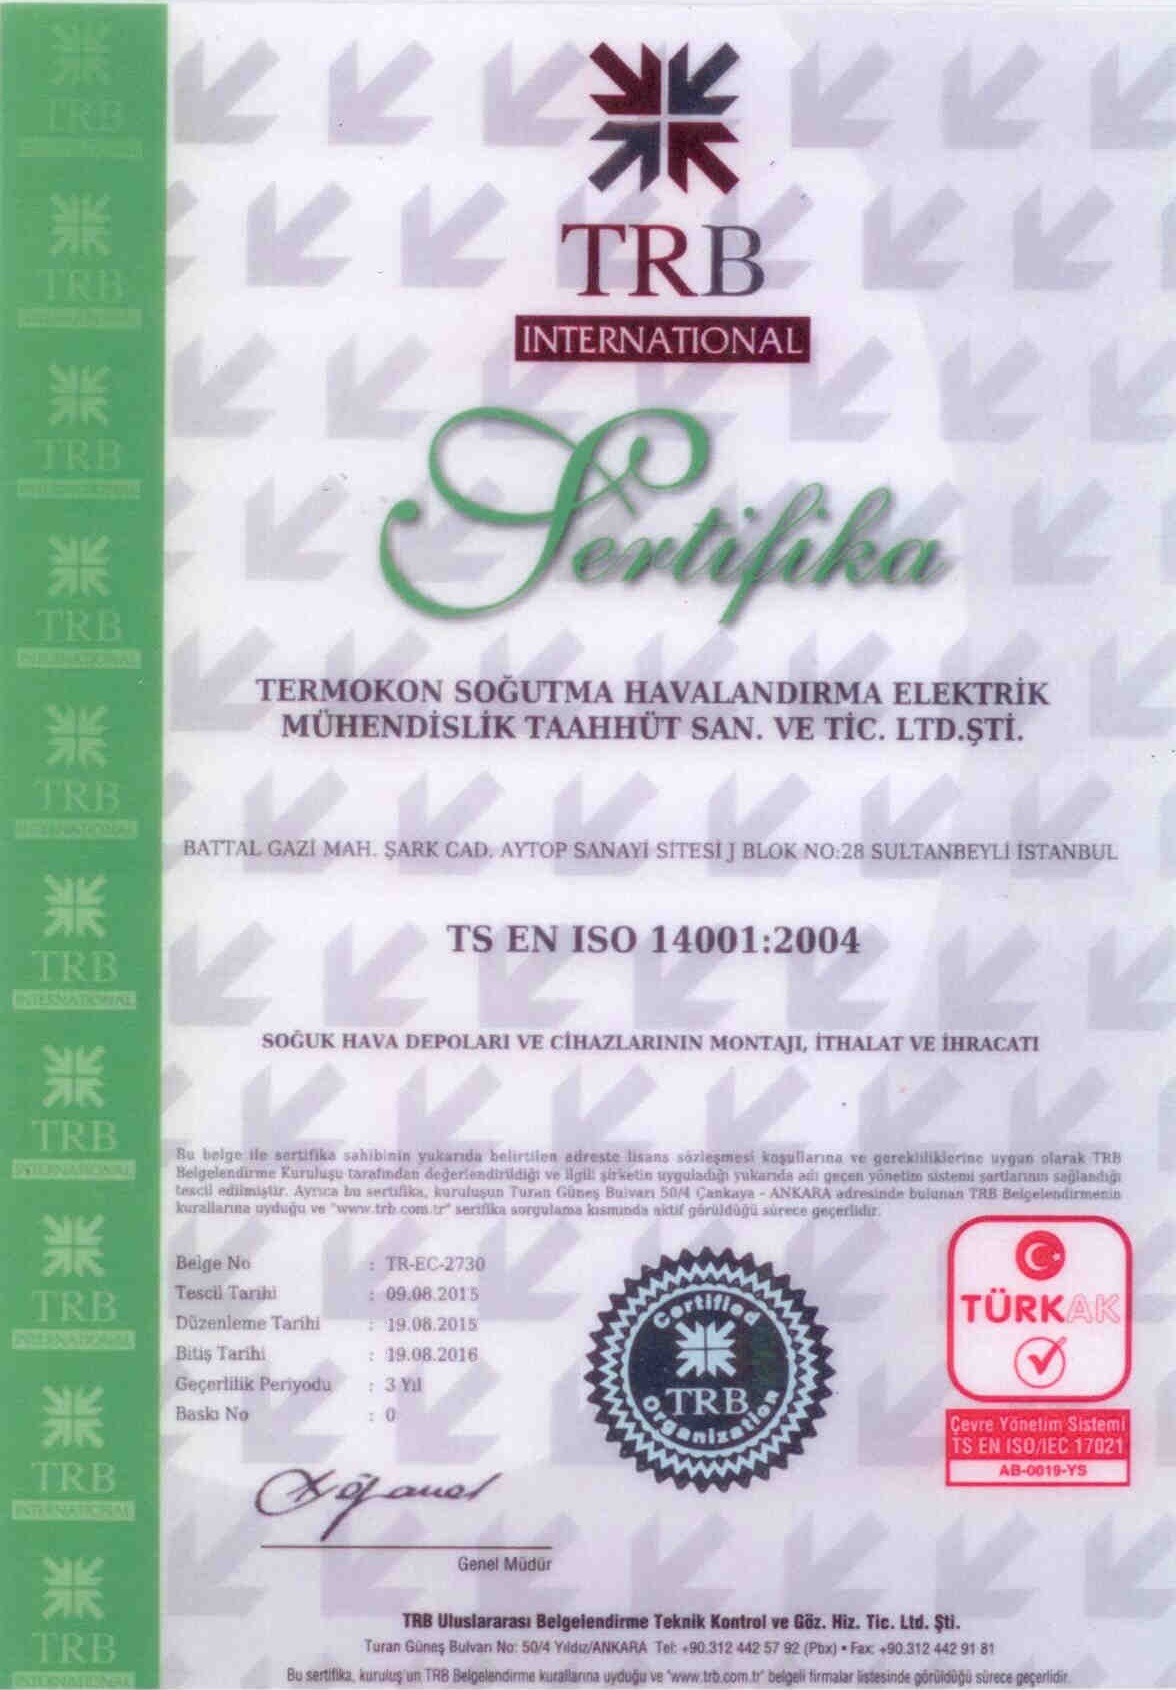 TRB
INTERNATIONAL
Sertifika
TERMOKON SOĞUTMA HAVALANDIRMA ELEKTRİK
MÜHENDİSLİK TAAHHÜT SAN. VE TİC. LTD.ŞTİ.
BATTAL GAZİ MAH. ŞARK CAD. AYTOP SANAYİ SİTESİ J BLOK NO:28 SULTANBEYLİ İSTANBUL
TS EN ISO 14001:2004
SOĞUK HAVA DEPOLARI VE CİHAZLARININ MONTAJI, İTHALAT VE İHRACATI
Bu belge ile sertifika sahibinin yukarıda belirtilen adreste lisans sözleşmesi koşullarına ve gerekliliklerine uygun olarak TRB
Belgelendirme Kuruluşu tarafından değerlendirildiği ve ilgili şirketin uyguladığı yukarıda adı geçen yönetim sistemi şartlarının sağlandığı
tescil edilmiştir. Ayrıca bu sertifika, kuruluşun Turan Güneş Bulvarı 50/4 Çankaya - ANKARA adresinde bulunan TRB Belgelendirmenin
kurallarına uyduğu ve "www.trb.com.tr" sertifika sorgulama kısmında aktif görüldüğü sürece geçerlidir.
Belge No : TR-EC-2730
Tescil Tarihi : 09.08.2015
Düzenleme Tarihi : 19.08.2015
Bitiş Tarihi : 19.08.2016
Geçerlilik Periyodu : 3 Yıl
Baskı No : 0
Certified
TRB
Organization
TÜRKAK
Çevre Yönetim Sistemi
TS EN ISO/IEC 17021
AB-0019-YS
Genel Müdür
TRB Uluslararası Belgelendirme Teknik Kontrol ve Göz. Hiz. Tic. Ltd. Şti.
Turan Güneş Bulvarı No: 50/4 Yıldız/ANKARA Tel: +90.312 442 57 92 (Pbx) • Fax: +90.312 442 91 81
Bu sertifika, kuruluş'un TRB Belgelendirme kurallarına uyduğu ve "www.trb.com.tr" belgeli firmalar listesinde görüldüğü sürece geçerlidir.